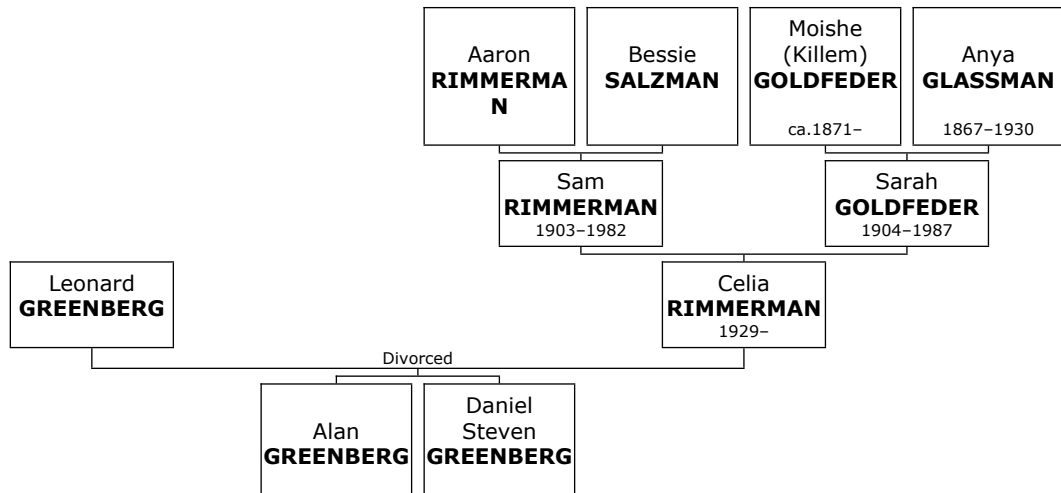 Aaron
RIMMERMA
N
Bessie
SALZMAN
Moishe
(Killem)
GOLDFEDER
ca.1871–
Anya
GLASSMAN
1867–1930
Sam
RIMMERMAN
1903–1982
Sarah
GOLDFEDER
1904–1987
Leonard
GREENBERG
Celia
RIMMERMAN
1929–
Divorced
Alan
GREENBERG
Daniel
Steven
GREENBERG